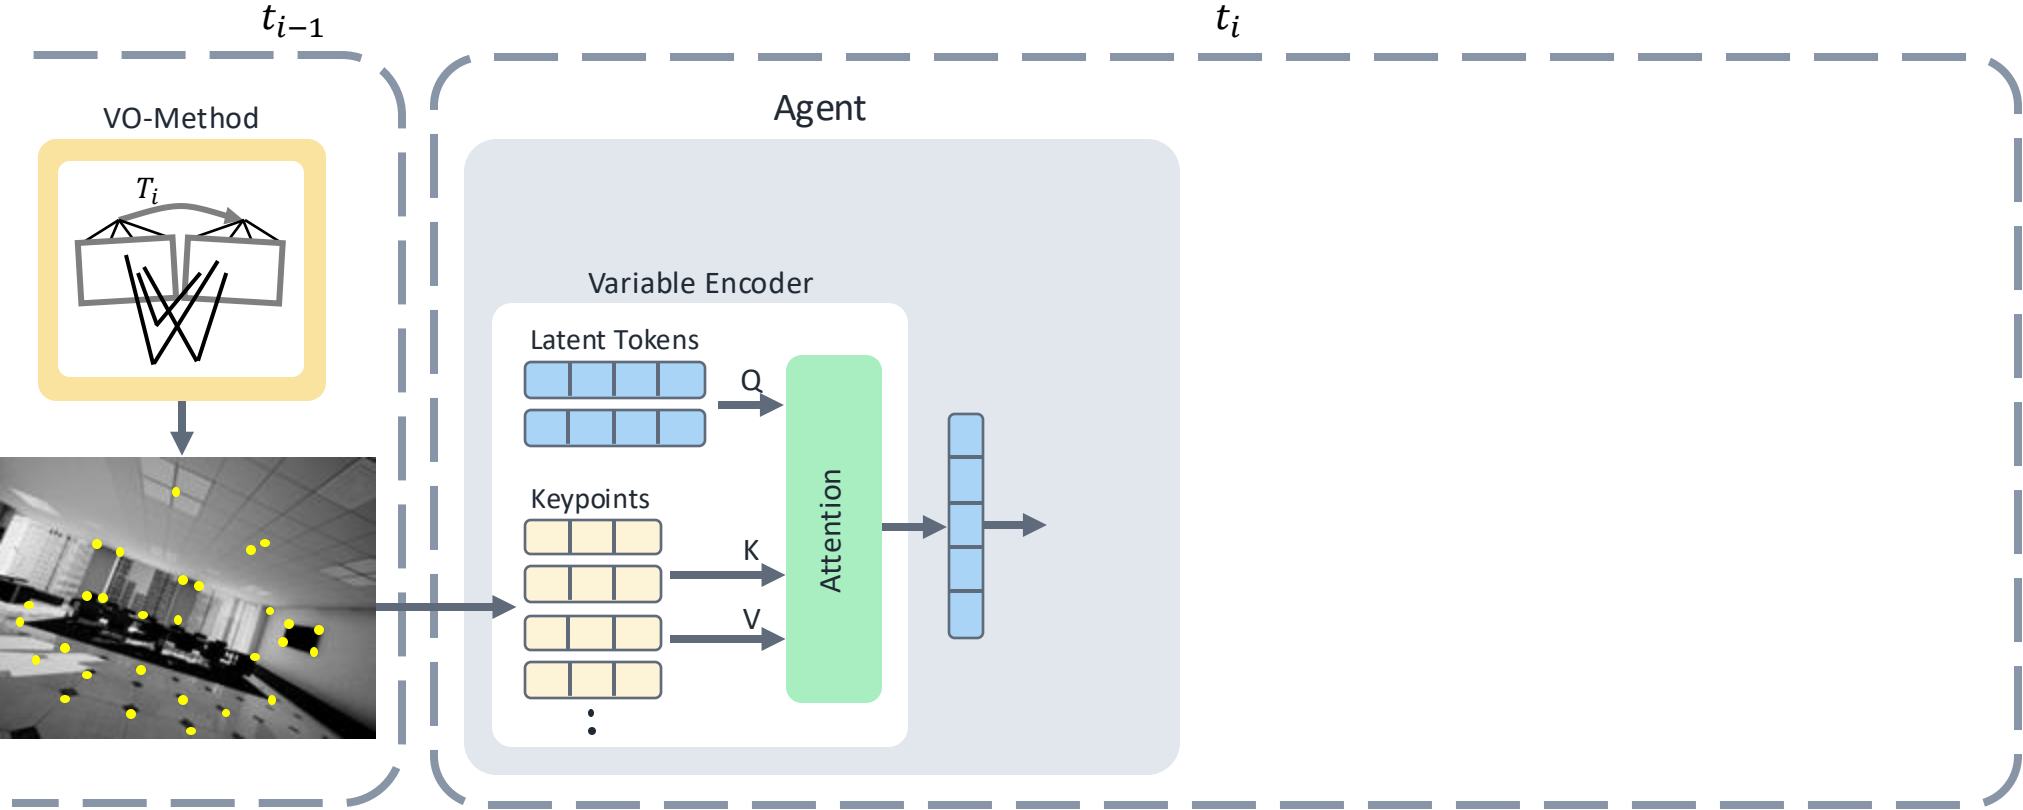 t_{i−1}
t_i
VO-Method
T_i
Agent
Variable Encoder
Latent Tokens
Q
Keypoints
K
V
Attention